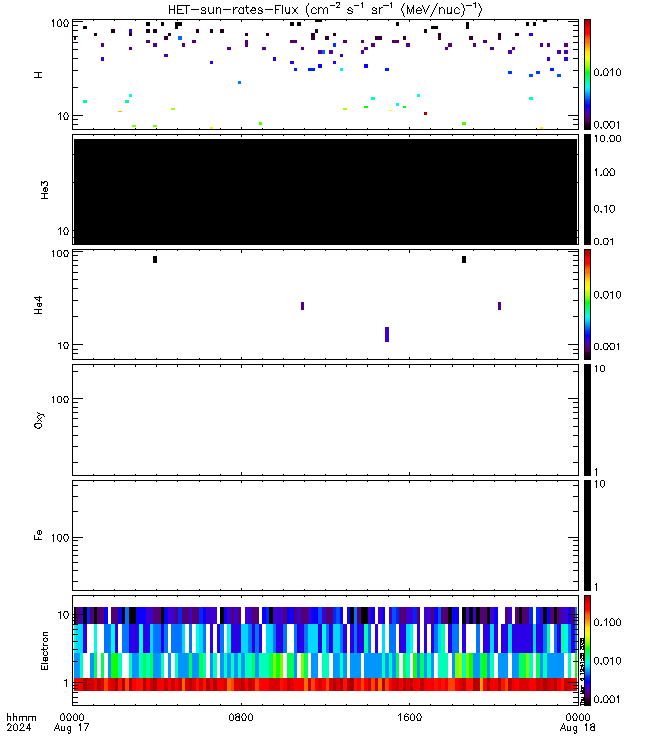 HET-sun-rates-Flux (cm⁻² s⁻¹ sr⁻¹ (MeV/nuc)⁻¹)
100
10
H
0.010
0.001
10
He3
10.00
1.00
0.10
0.01
100
10
He4
0.010
0.001
100
Oxy
10
1
100
Fe
10
1
10
1
Electron
0.100
0.010
0.001
hhmm
2024
0000
0800
1600
0000
Aug 17
Aug 18